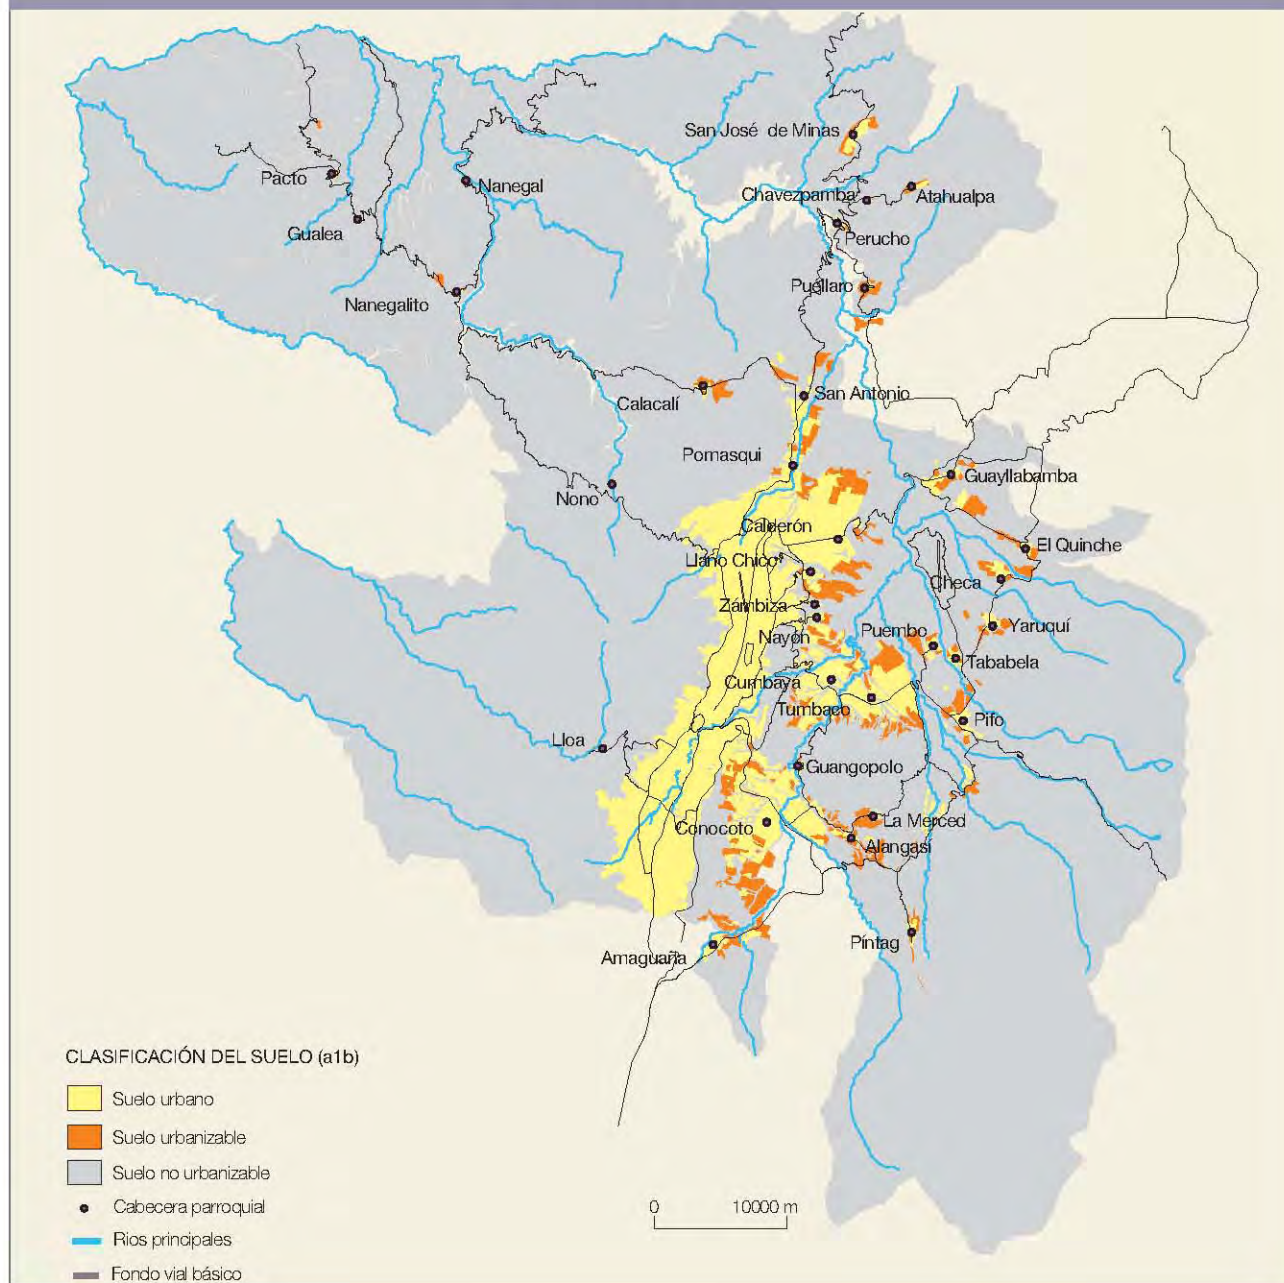 San José de Minas
Pacto
Nanegal
Chavezpamba
Atahualpa
Gualea
Perucho
Nanegalito
Puéllaro
Calacalí
San Antonio
Pomasqui
Guayllabamba
Nono
Calderón
El Quinche
Llano Chico
Checa
Zámbiza
Nayón
Puembo
Yaruquí
Tababela
Cumbayá
Tumbaco
Pifo
Lloa
Guangopolo
Conocoto
La Merced
Alangasí
Amaguaña
Píntag
CLASIFICACIÓN DEL SUELO (a1b)
Suelo urbano
Suelo urbanizable
Suelo no urbanizable
Cabecera parroquial
0 10000 m
Rios principales
Fondo vial básico